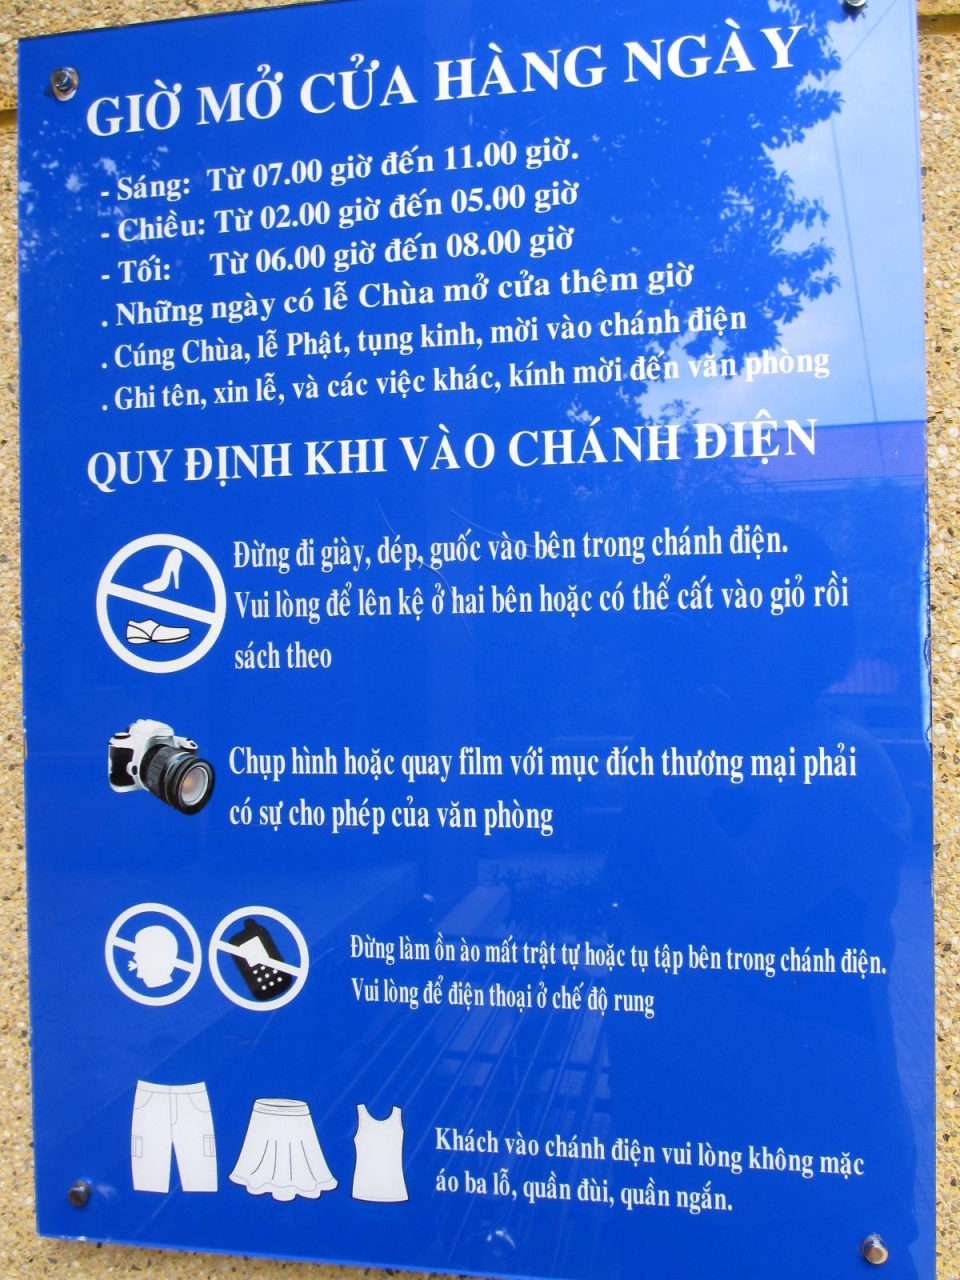 GIỜ MỞ CỬA HÀNG NGÀY
- Sáng: Từ 07.00 giờ đến 11.00 giờ.
- Chiều: Từ 02.00 giờ đến 05.00 giờ
- Tối: Từ 06.00 giờ đến 08.00 giờ
. Những ngày có lễ Chùa mở cửa thêm giờ
. Cúng Chùa, lễ Phật, tụng kinh, mời vào chánh điện
. Ghi tên, xin lễ, và các việc khác, kính mời đến văn phòng
QUY ĐỊNH KHI VÀO CHÁNH ĐIỆN
Đừng đi giày, dép, guốc vào bên trong chánh điện.
Vui lòng để lên kệ ở hai bên hoặc có thể cất vào giỏ rồi
sách theo
Chụp hình hoặc quay film với mục đích thương mại phải
có sự cho phép của văn phòng
Đừng làm ồn ào mất trật tự hoặc tụ tập bên trong chánh điện.
Vui lòng để điện thoại ở chế độ rung
Khách vào chánh điện vui lòng không mặc
áo ba lỗ, quần đùi, quần ngắn.